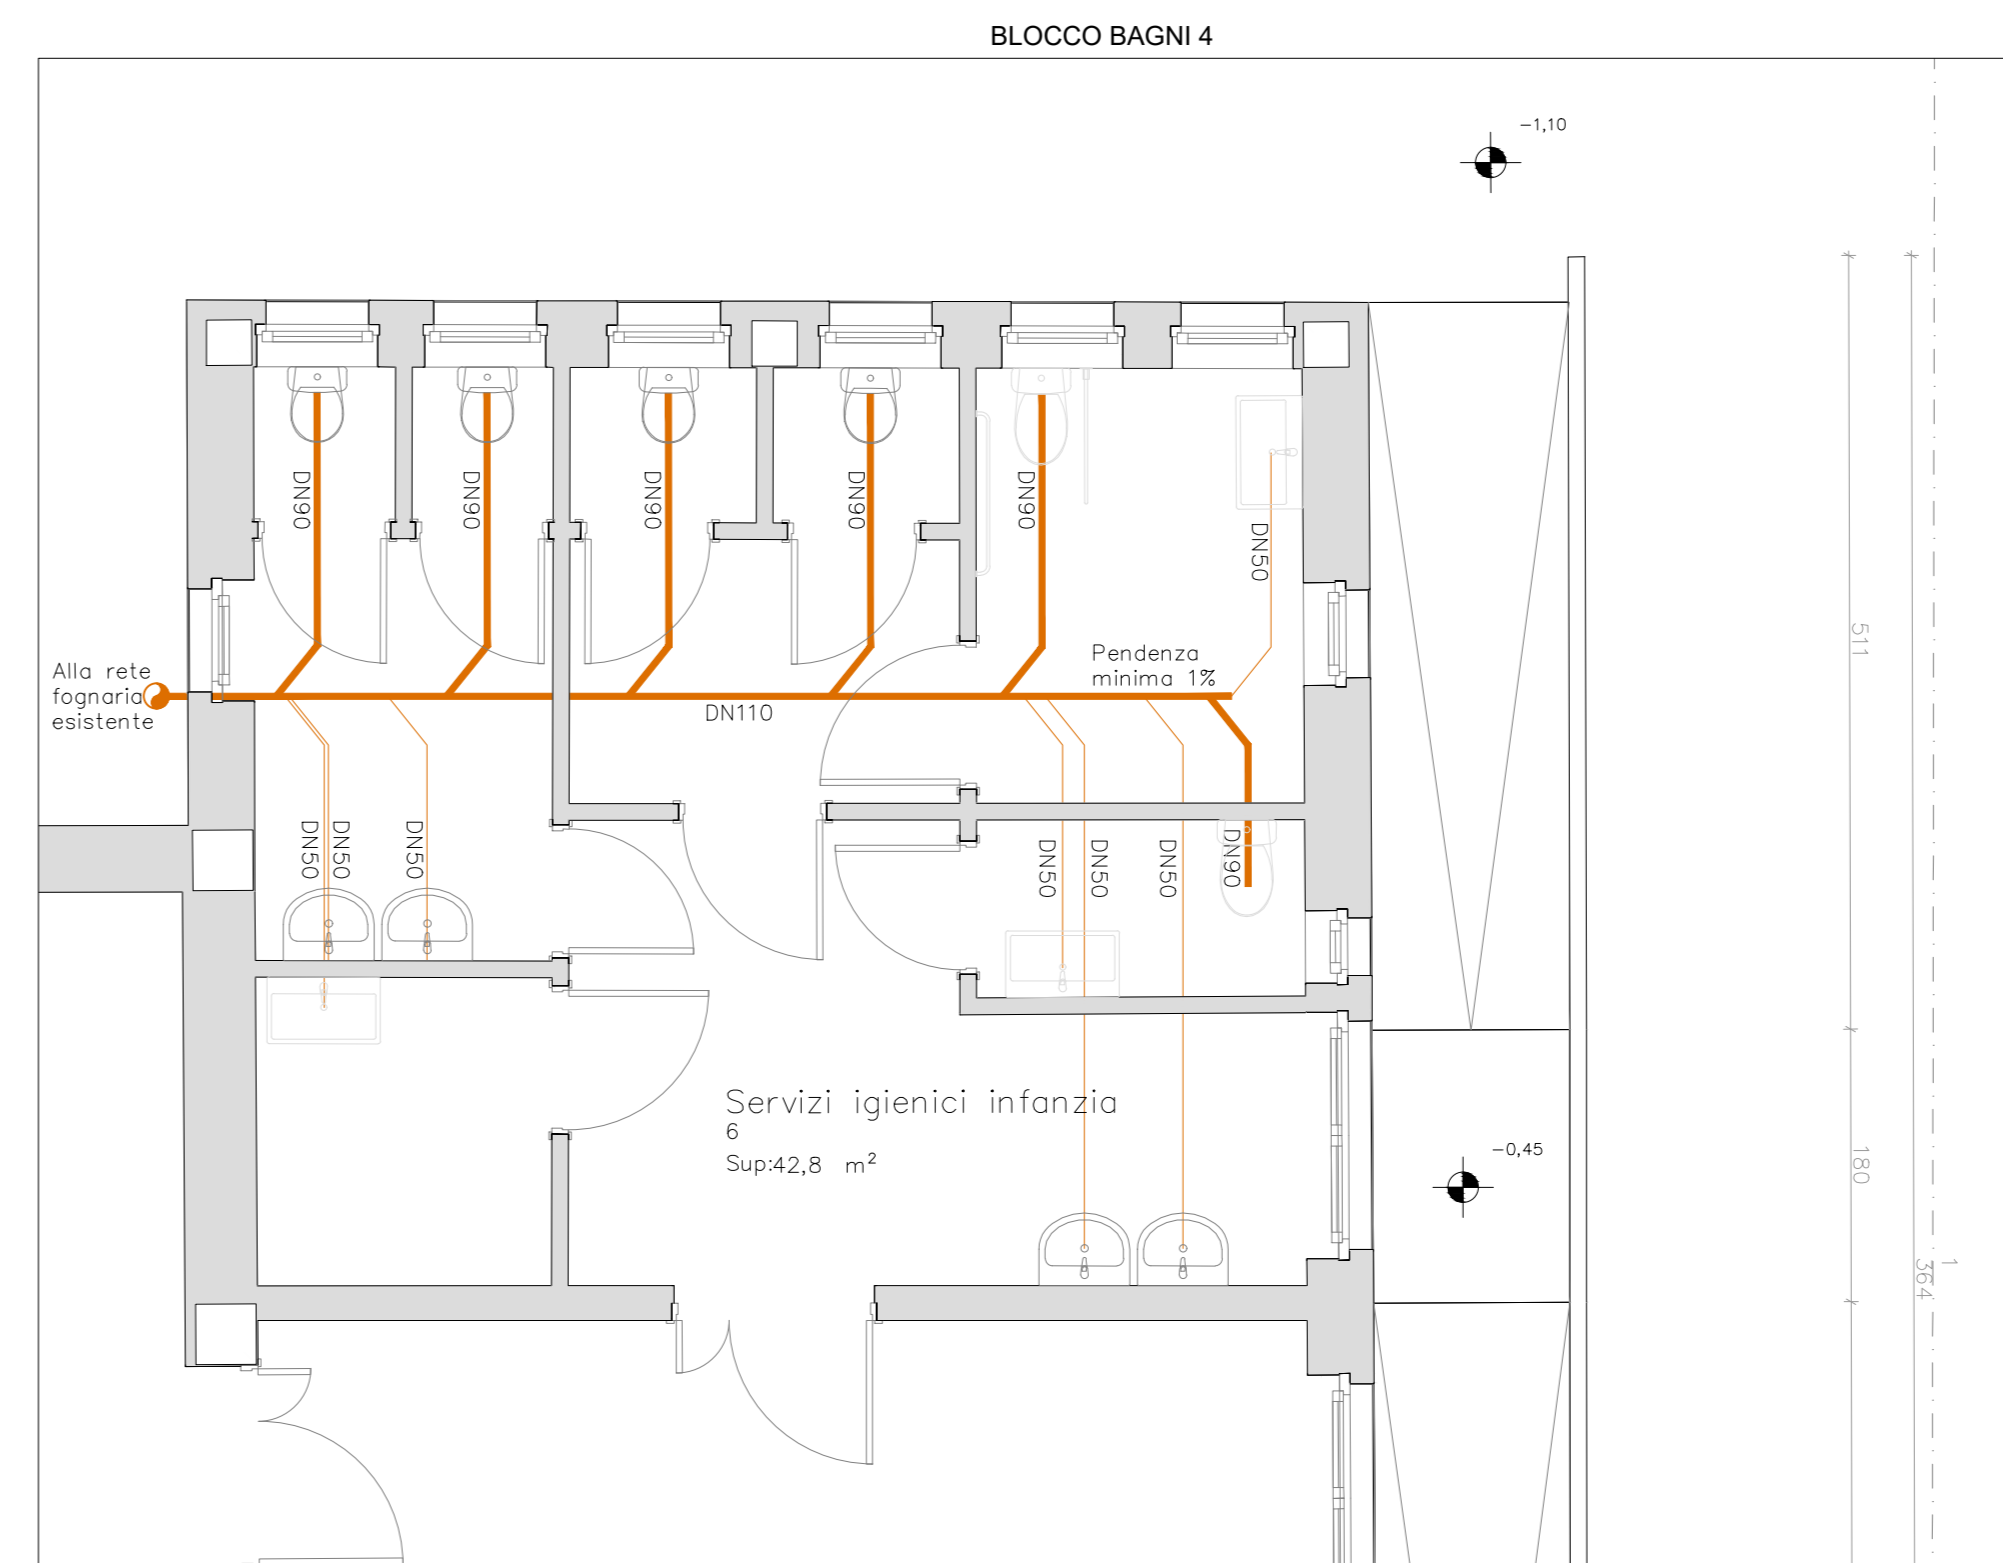 BLOCCO BAGNI 4
-1,10
DN90
DN90
DN90
DN90
DN90
DN50
511
Alla rete
fognaria
esistente
Pendenza
minima 1%
DN110
DN50
DN50
DN50
DN50
DN50
DN50
DN90
Servizi igienici infanzia
6
Sup:42,8 m²
-0,45
180
1
364